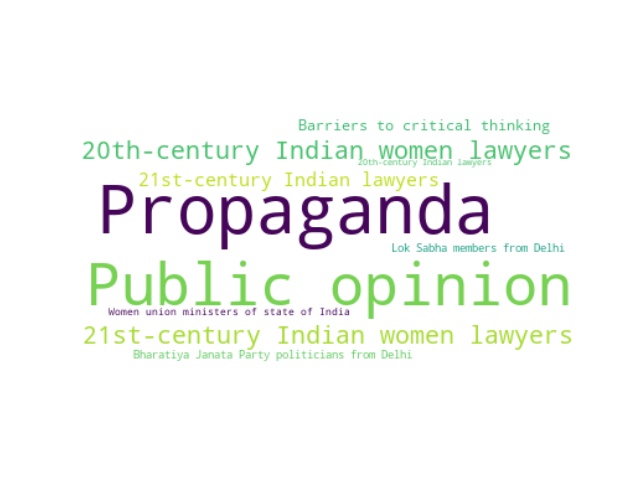 Barriers to critical thinking
20th-century Indian women lawyers
20th-century Indian lawyers
21st-century Indian lawyers
Propaganda
Lok Sabha members from Delhi
Public opinion
Women union ministers of state of India
21st-century Indian women lawyers
Bharatiya Janata Party politicians from Delhi